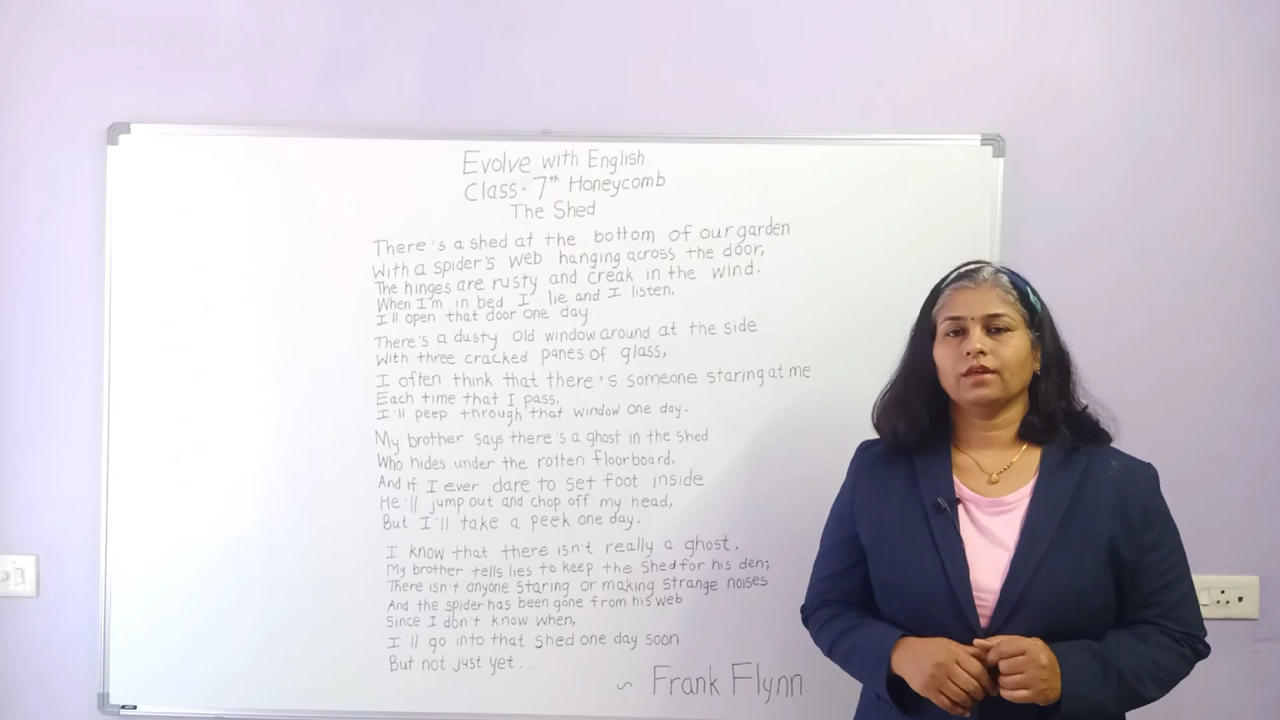 Evolve with English
Class- 7th Honeycomb
The Shed
There's a shed at the bottom of our garden
With a spider's web hanging across the door,
The hinges are rusty and creak in the wind.
When I'm in bed I lie and I listen,
I'll open that door one day
There's a dusty old window around at the side
With three cracked panes of glass,
I often think that there's someone staring at me
Each time that I pass,
I'll peep through that window one day.
My brother says there's a ghost in the shed
Who hides under the rotten floorboard,
And if I ever dare to set foot inside
He'll jump out and chop off my head,
But I'll take a peek one day.
I know that there isn't really a ghost,
My brother tells lies to keep the shed for his den;
There isn't anyone staring or making strange noises
And the spider has been gone from his web
Since I don't know when,
I'll go into that shed one day soon
But not just yet...
~ Frank Flynn